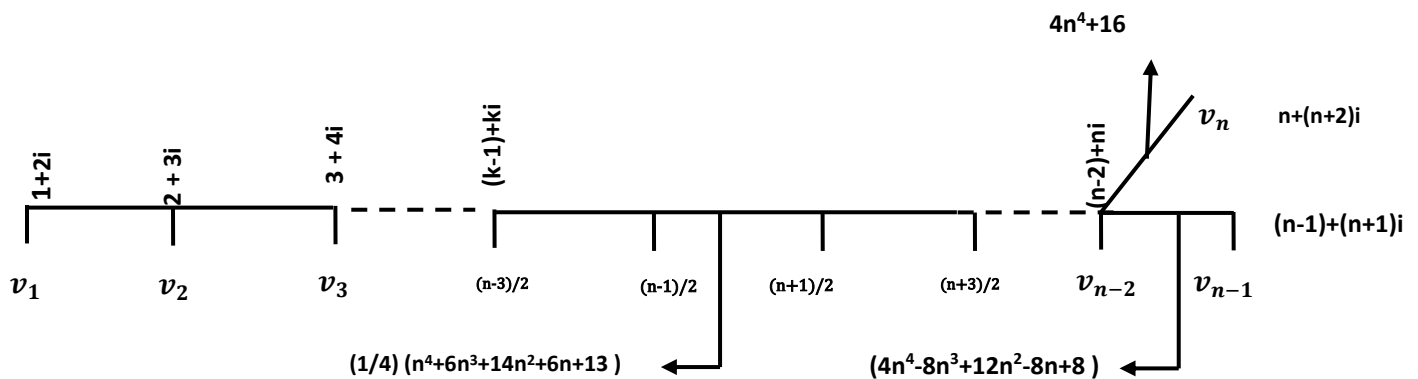 4n⁴+16
1+2i
2 + 3i
3 + 4i
(k-1)+ki
(n-2)+ni
vₙ
n+(n+2)i
(n-1)+(n+1)i
v₁
v₂
v₃
(n-3)/2
(n-1)/2
(n+1)/2
(n+3)/2
vₙ₋₂
vₙ₋₁
(1/4) (n⁴+6n³+14n²+6n+13 )
(4n⁴-8n³+12n²-8n+8 )